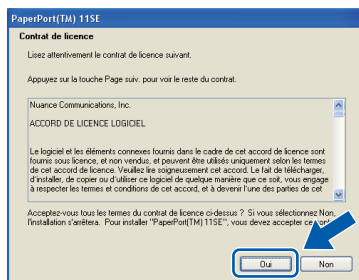 PaperPort(TM) 11SE
Contrat de licence
Lisez attentivement le contrat de licence suivant.
Appuyez sur la touche Page suiv. pour voir le reste du contrat.
Nuance Communications, Inc.
ACCORD DE LICENCE LOGICIEL
Le logiciel et les éléments connexes fournis dans le cadre de cet accord de licence sont
fournis sous licence, et non vendus, et peuvent être utilisés uniquement selon les termes
de cet accord de licence. Veuillez lire soigneusement cet accord. Le fait de télécharger,
d'installer, de copier ou d'utiliser ce logiciel de quelque manière que ce soit, vous engage
à respecter les termes et conditions de cet accord, et à devenir l'une des parties de cet
Acceptez-vous tous les termes du contrat de licence ci-dessus ? Si vous sélectionnez Non,
l'installation s'arrêtera. Pour installer "PaperPort(TM) 11SE", vous devez accepter ce
Oui Non